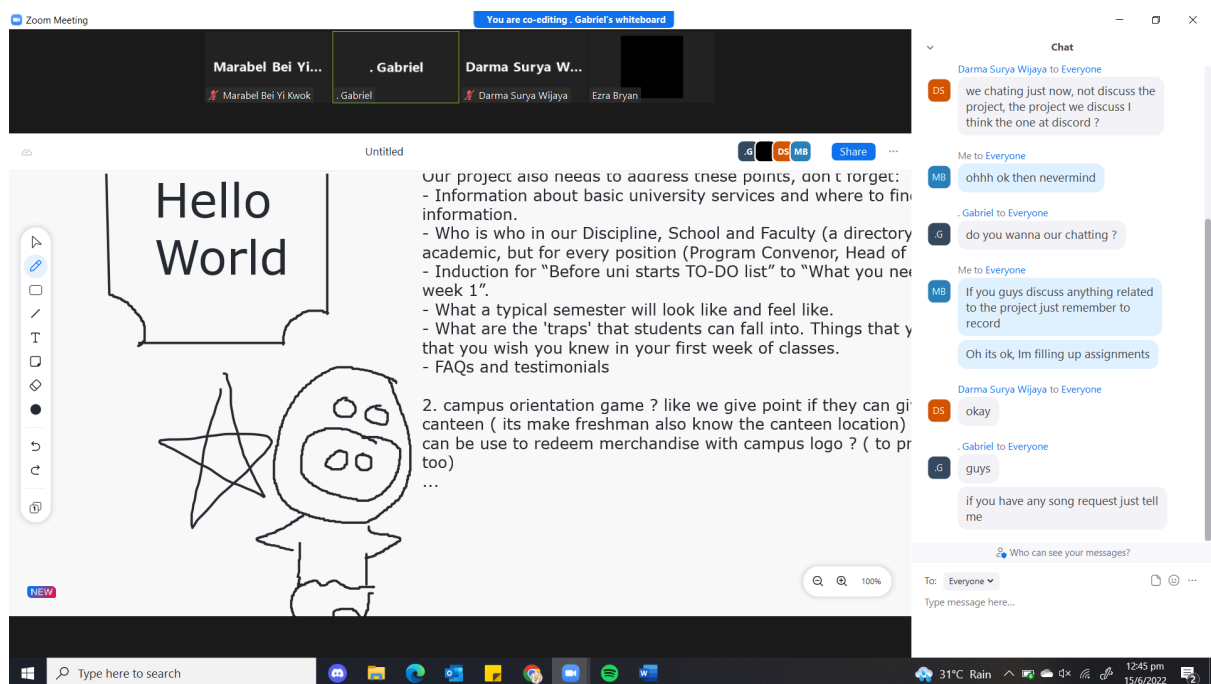 Zoom Meeting
You are co-editing . Gabriel's whiteboard
Marabel Bei Yi...
. Gabriel
Darma Surya W...
Marabel Bei Yi Kwok
. Gabriel
Darma Surya Wijaya
Ezra Bryan
Untitled
.G
DS
MB
Share
...
Hello
World
Our project also needs to address these points, don't forget:
- Information about basic university services and where to fin
information.
- Who is who in our Discipline, School and Faculty (a directory
academic, but for every position (Program Convenor, Head of
- Induction for “Before uni starts TO-DO list” to “What you nee
week 1”.
- What a typical semester will look like and feel like.
- What are the 'traps' that students can fall into. Things that y
that you wish you knew in your first week of classes.
- FAQs and testimonials
2. campus orientation game ? like we give point if they can gi
canteen ( its make freshman also know the canteen location)
can be use to redeem merchandise with campus logo ? ( to pr
too)
...
T
NEW
100%
Chat
Darma Surya Wijaya to Everyone
DS
we chating just now, not discuss the
project, the project we discuss I
think the one at discord ?
Me to Everyone
MB
ohhh ok then nevermind
. Gabriel to Everyone
.G
do you wanna our chatting ?
Me to Everyone
MB
If you guys discuss anything related
to the project just remember to
record
Oh its ok, Im filling up assignments
Darma Surya Wijaya to Everyone
DS
okay
. Gabriel to Everyone
.G
guys
if you have any song request just tell
me
Who can see your messages?
To: Everyone
...
Type message here...
Type here to search
31°C Rain
12:45 pm
15/6/2022
2